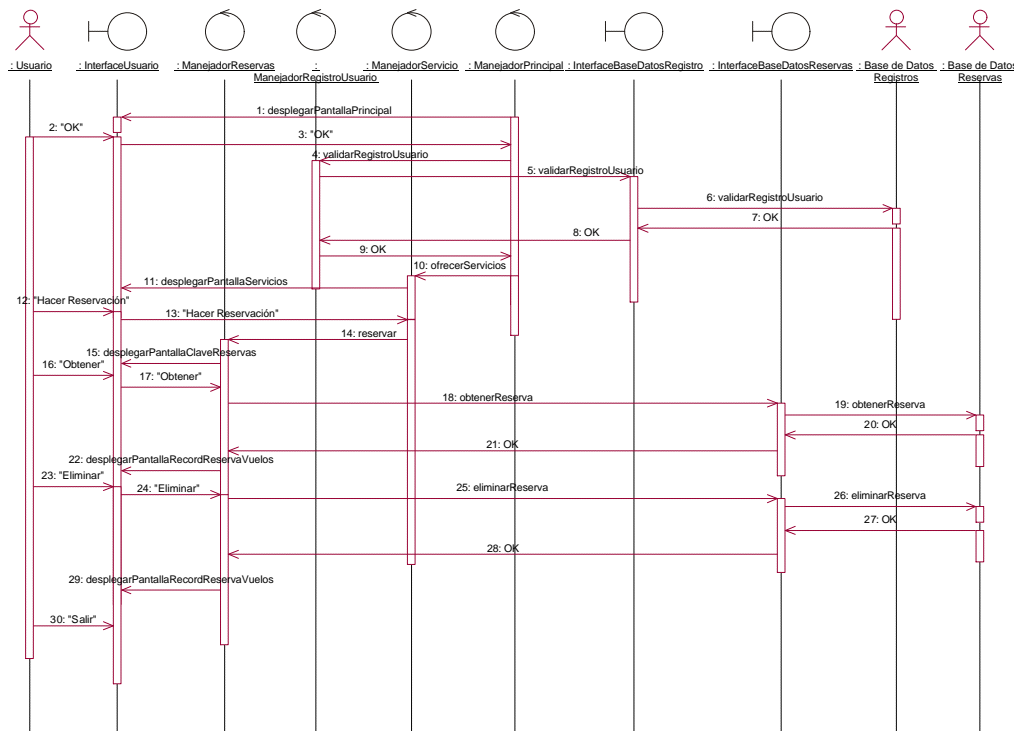 : Usuario
: InterfaceUsuario
: ManejadorReservas
:
ManejadorRegistroUsuario
: ManejadorServicio
: ManejadorPrincipal
: InterfaceBaseDatosRegistro
: InterfaceBaseDatosReservas
: Base de Datos
Registros
: Base de Datos
Reservas
1: desplegarPantallaPrincipal
2: "OK"
3: "OK"
4: validarRegistroUsuario
5: validarRegistroUsuario
6: validarRegistroUsuario
7: OK
8: OK
9: OK
10: ofrecerServicios
11: desplegarPantallaServicios
12: "Hacer Reservación"
13: "Hacer Reservación"
14: reservar
15: desplegarPantallaClaveReservas
16: "Obtener"
17: "Obtener"
18: obtenerReserva
19: obtenerReserva
20: OK
21: OK
22: desplegarPantallaRecordReservaVuelos
23: "Eliminar"
24: "Eliminar"
25: eliminarReserva
26: eliminarReserva
27: OK
28: OK
29: desplegarPantallaRecordReservaVuelos
30: "Salir"